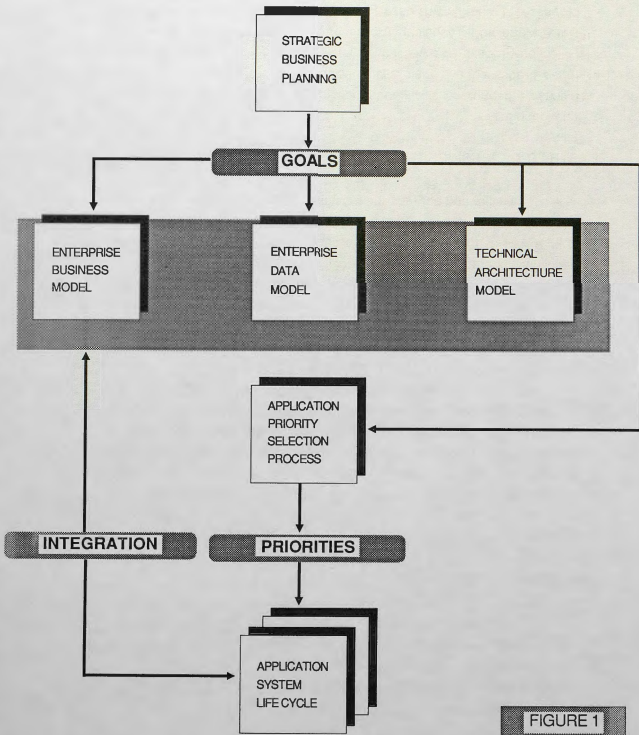 STRATEGIC
BUSINESS
PLANNING
GOALS
ENTERPRISE
BUSINESS
MODEL
ENTERPRISE
DATA
MODEL
TECHNICAL
ARCHITECTURE
MODEL
APPLICATION
PRIORITY
SELECTION
PROCESS
INTEGRATION
PRIORITIES
APPLICATION
SYSTEM
LIFE CYCLE
FIGURE 1